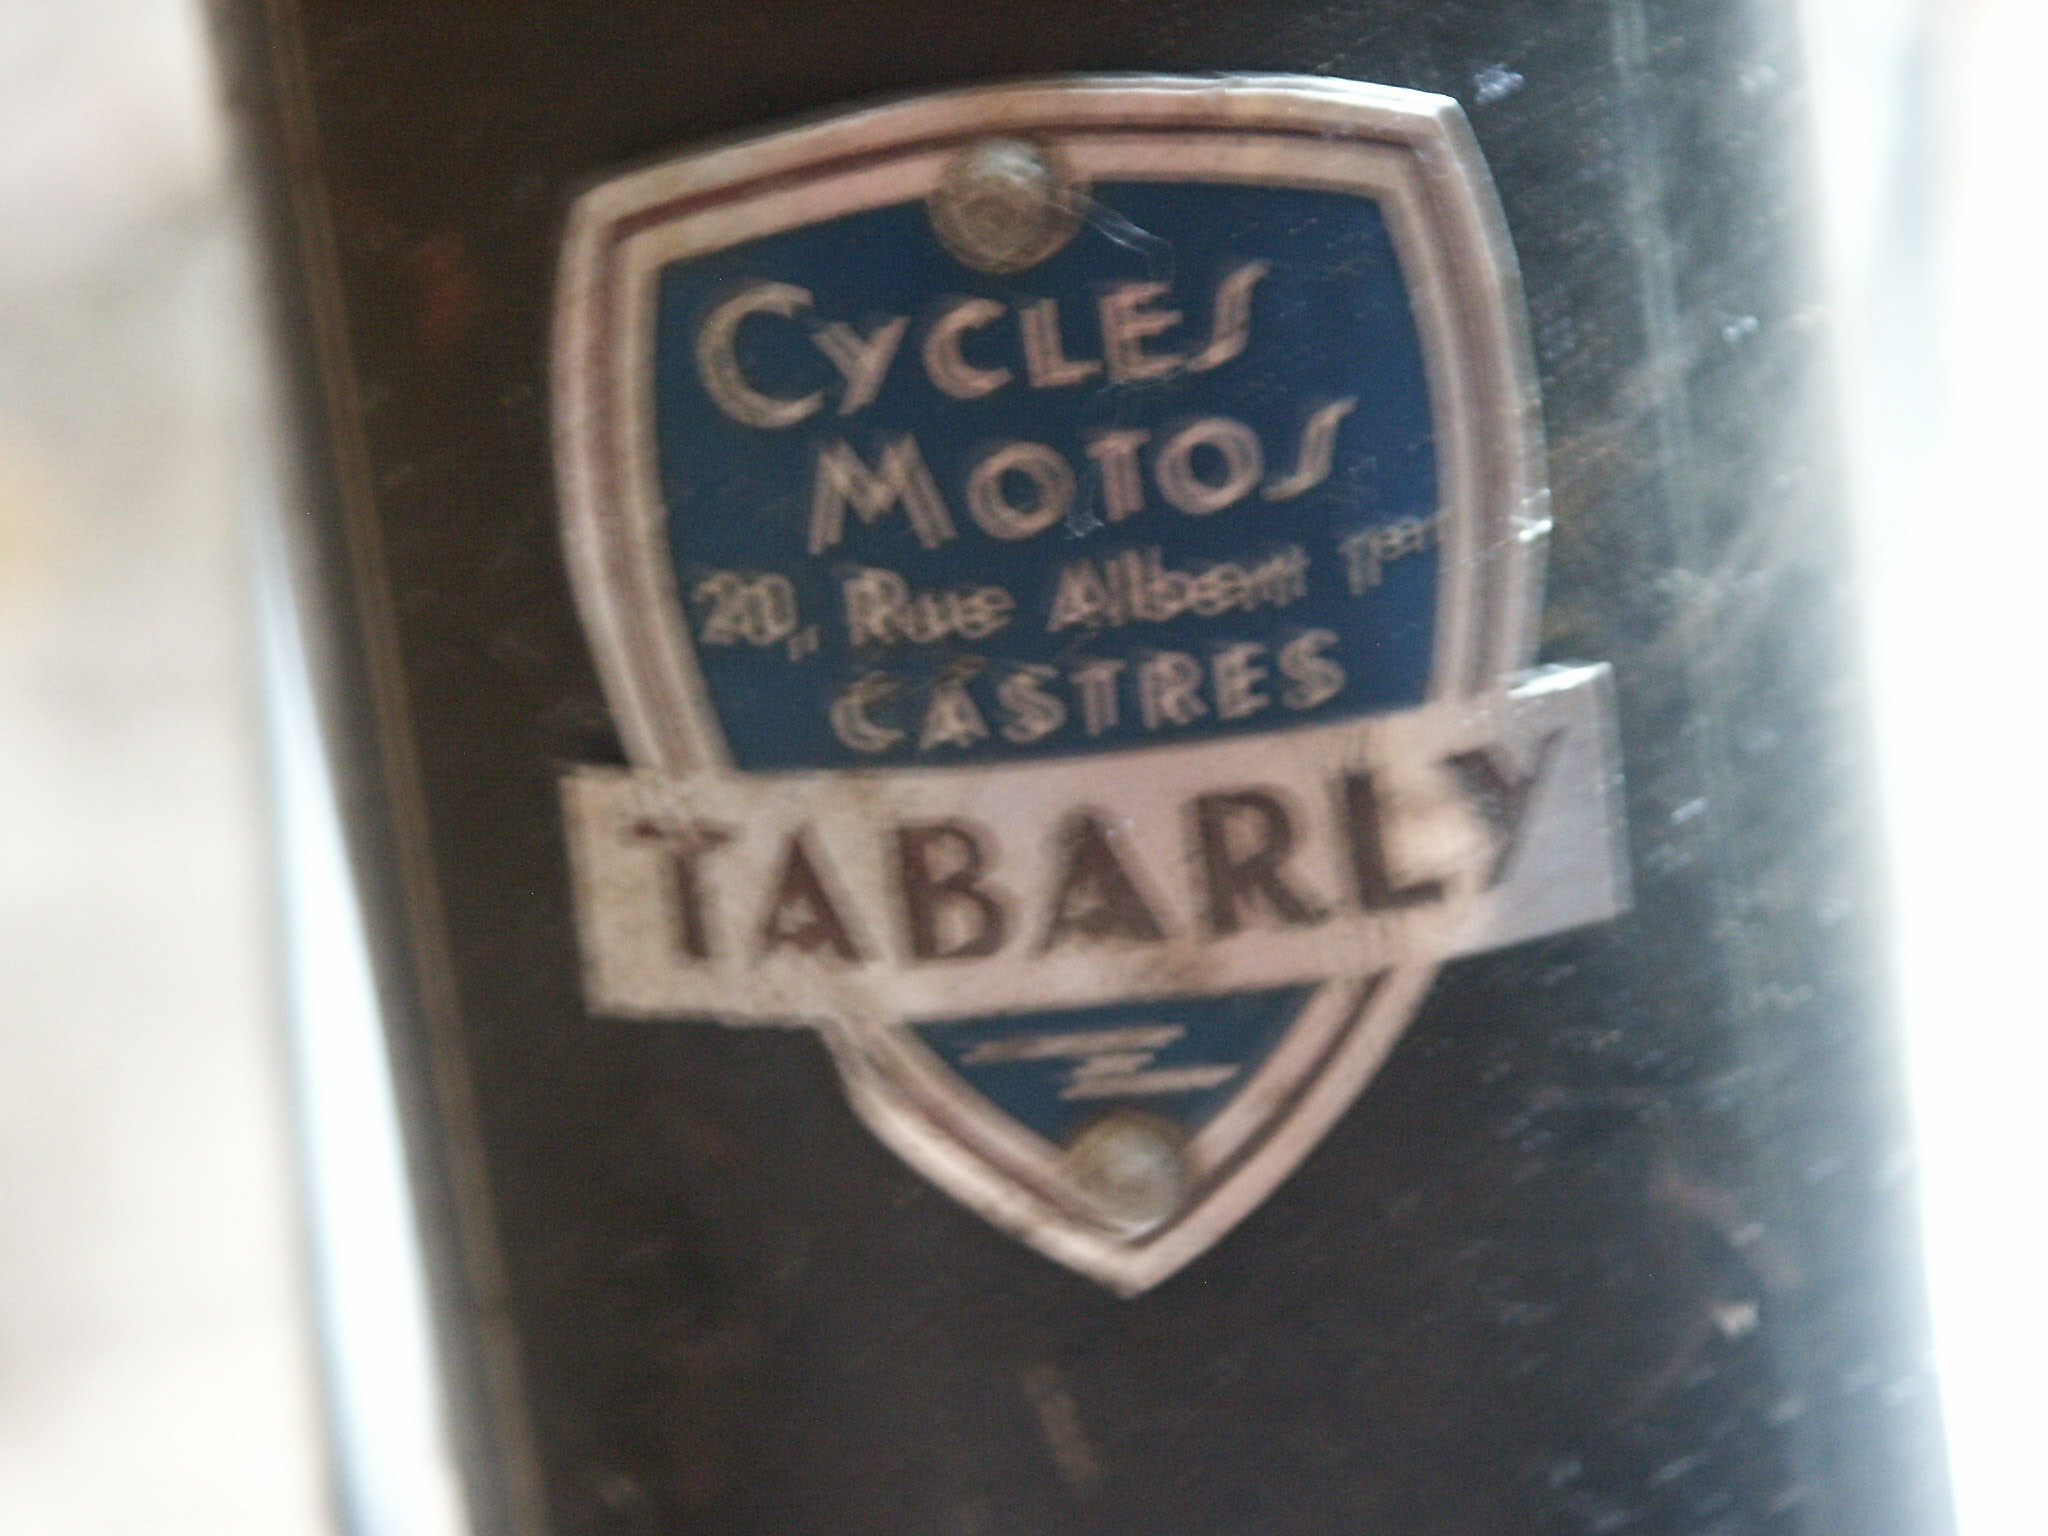 CYCLES
MOTOS
20, Rue Albert 1er
CASTRES
TABARLY